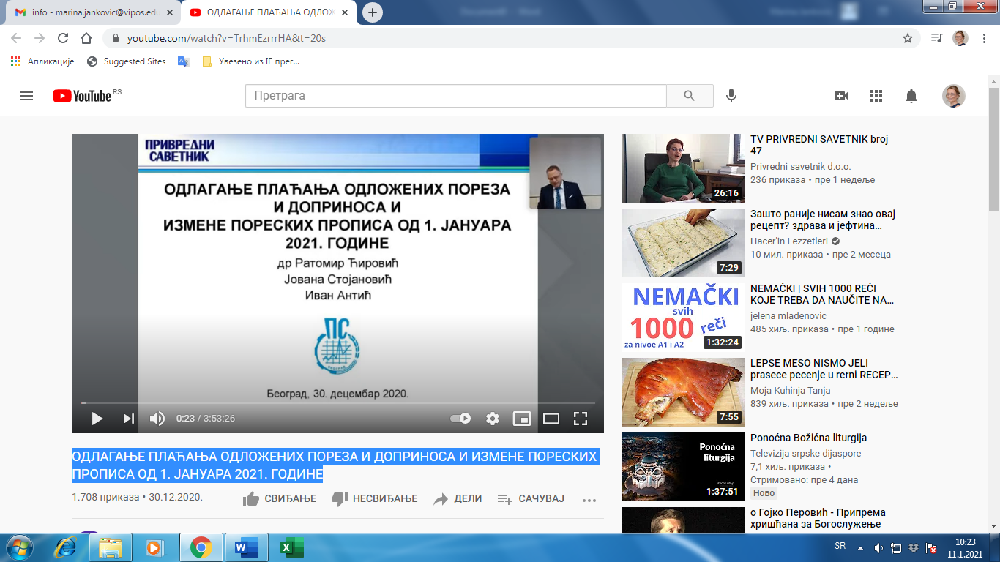 info - marina.jankovic@vipos.edu
ОДЛАГАЊЕ ПЛАЋАЊА ОДЛОЖ
youtube.com/watch?v=TrhmEzrrrHA&t=20s
Апликације
Suggested Sites
Увезено из IE прег...
YouTube RS
Претрага
ПРИВРЕДНИ
САВЕТНИК
ОДЛАГАЊЕ ПЛАЋАЊА ОДЛОЖЕНИХ ПОРЕЗА
И ДОПРИНОСА И
ИЗМЕНЕ ПОРЕСКИХ ПРОПИСА ОД 1. ЈАНУАРА
2021. ГОДИНЕ
др Ратомир Ћировић
Јована Стојановић
Иван Антић
ПС
БЕОГРАД
Београд, 30. децембар 2020.
0:23 / 3:53:26
ОДЛАГАЊЕ ПЛАЋАЊА ОДЛОЖЕНИХ ПОРЕЗА И ДОПРИНОСА И ИЗМЕНЕ ПОРЕСКИХ
ПРОПИСА ОД 1. ЈАНУАРА 2021. ГОДИНЕ
1.708 приказа • 30.12.2020.
СВИЂАЊЕ
НЕСВИЂАЊЕ
ДЕЛИ
САЧУВАЈ
TV PRIVREDNI SAVETNIK broj
47
Privredni savetnik d.o.o.
236 приказа • пре 1 недеље
26:16
Зашто раније нисам знао овај
рецепт? здрава и јефтина...
Hacer'in Lezzetleri
10 мил. приказа • пре 2 месеца
7:29
NEMAČKI
svih
1000 reči
za nivoe A1 i A2
1:32:24
NEMAČKI | SVIH 1000 REČI
KOJE TREBA DA NAUČITE NA...
jelena mladenovic
485 хиљ. приказа • пре 1 године
LEPSE MESO NISMO JELI
prasece pecenje u rerni RECEP...
Moja Kuhinja Tanja
839 хиљ. приказа • пре 2 недеље
7:55
Ponoćna
liturgija
1:37:51
Ponoćna Božićna liturgija
Televizija srpske dijaspore
7,1 хиљ. приказа •
Стримовано: пре 4 дана
Ново
о Гојко Перовић - Припрема
хришћана за Богослужење
SR
10:23
11.1.2021